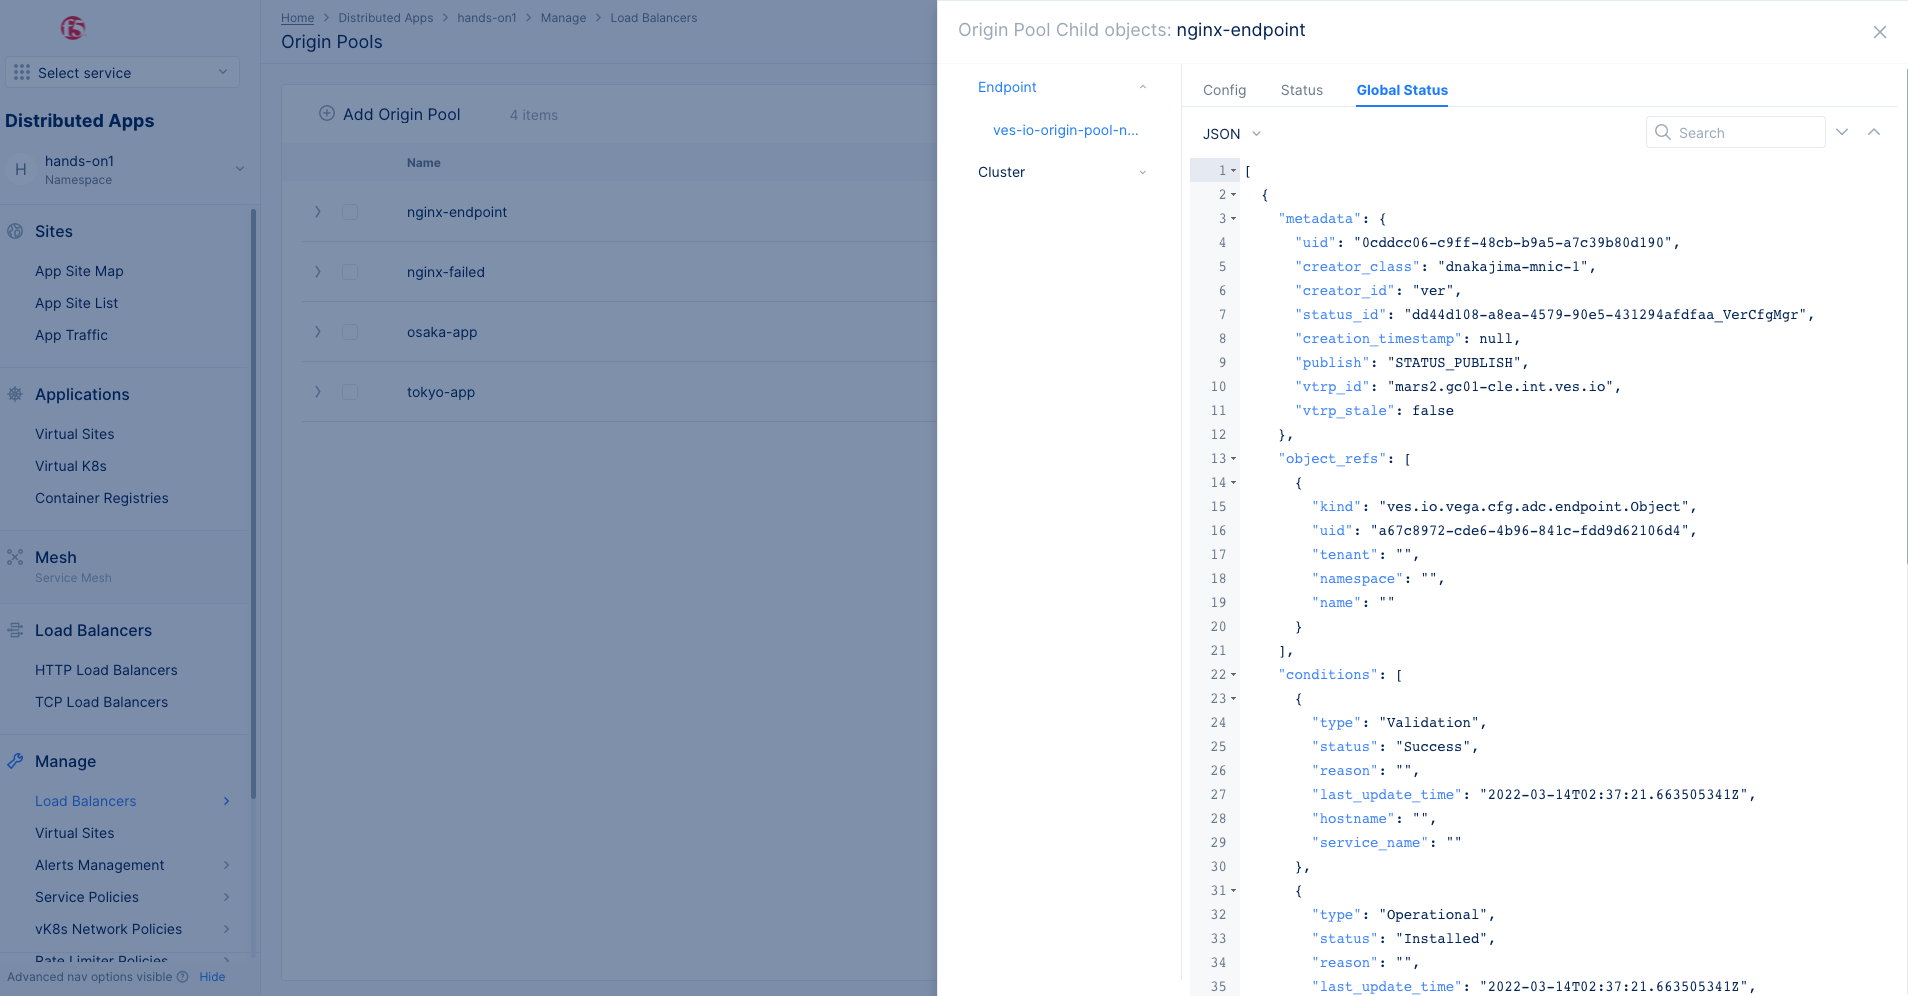 Home > Distributed Apps > hands-on1 > Manage > Load Balancers
Origin Pools
Select service
Distributed Apps
H
hands-on1
Namespace
Sites
App Site Map
App Site List
App Traffic
Applications
Virtual Sites
Virtual K8s
Container Registries
Mesh
Service Mesh
Load Balancers
HTTP Load Balancers
TCP Load Balancers
Manage
Load Balancers
Virtual Sites
Alerts Management
Service Policies
vK8s Network Policies
Rate Limiter Policies
Advanced nav options visible ? Hide
Add Origin Pool 4 items
Name
nginx-endpoint
nginx-failed
osaka-app
tokyo-app
Origin Pool Child objects: nginx-endpoint
Endpoint
ves-io-origin-pool-n...
Cluster
Config Status Global Status
JSON Search
1 [
2 {
3 "metadata": {
4 "uid": "0cddcc06-c9ff-48cb-b9a5-a7c39b80d190",
5 "creator_class": "dnakajima-mnic-1",
6 "creator_id": "ver",
7 "status_id": "dd44d108-a8ea-4579-90e5-431294afdfaa_VerCfgMgr",
8 "creation_timestamp": null,
9 "publish": "STATUS_PUBLISH",
10 "vtrp_id": "mars2.gc01-cle.int.ves.io",
11 "vtrp_stale": false
12 },
13 "object_refs": [
14 {
15 "kind": "ves.io.vega.cfg.adc.endpoint.Object",
16 "uid": "a67c8972-cde6-4b96-841c-fdd9d62106d4",
17 "tenant": "",
18 "namespace": "",
19 "name": ""
20 }
21 ],
22 "conditions": [
23 {
24 "type": "Validation",
25 "status": "Success",
26 "reason": "",
27 "last_update_time": "2022-03-14T02:37:21.663505341Z",
28 "hostname": "",
29 "service_name": ""
30 },
31 {
32 "type": "Operational",
33 "status": "Installed",
34 "reason": "",
35 "last_update_time": "2022-03-14T02:37:21.663505341Z",